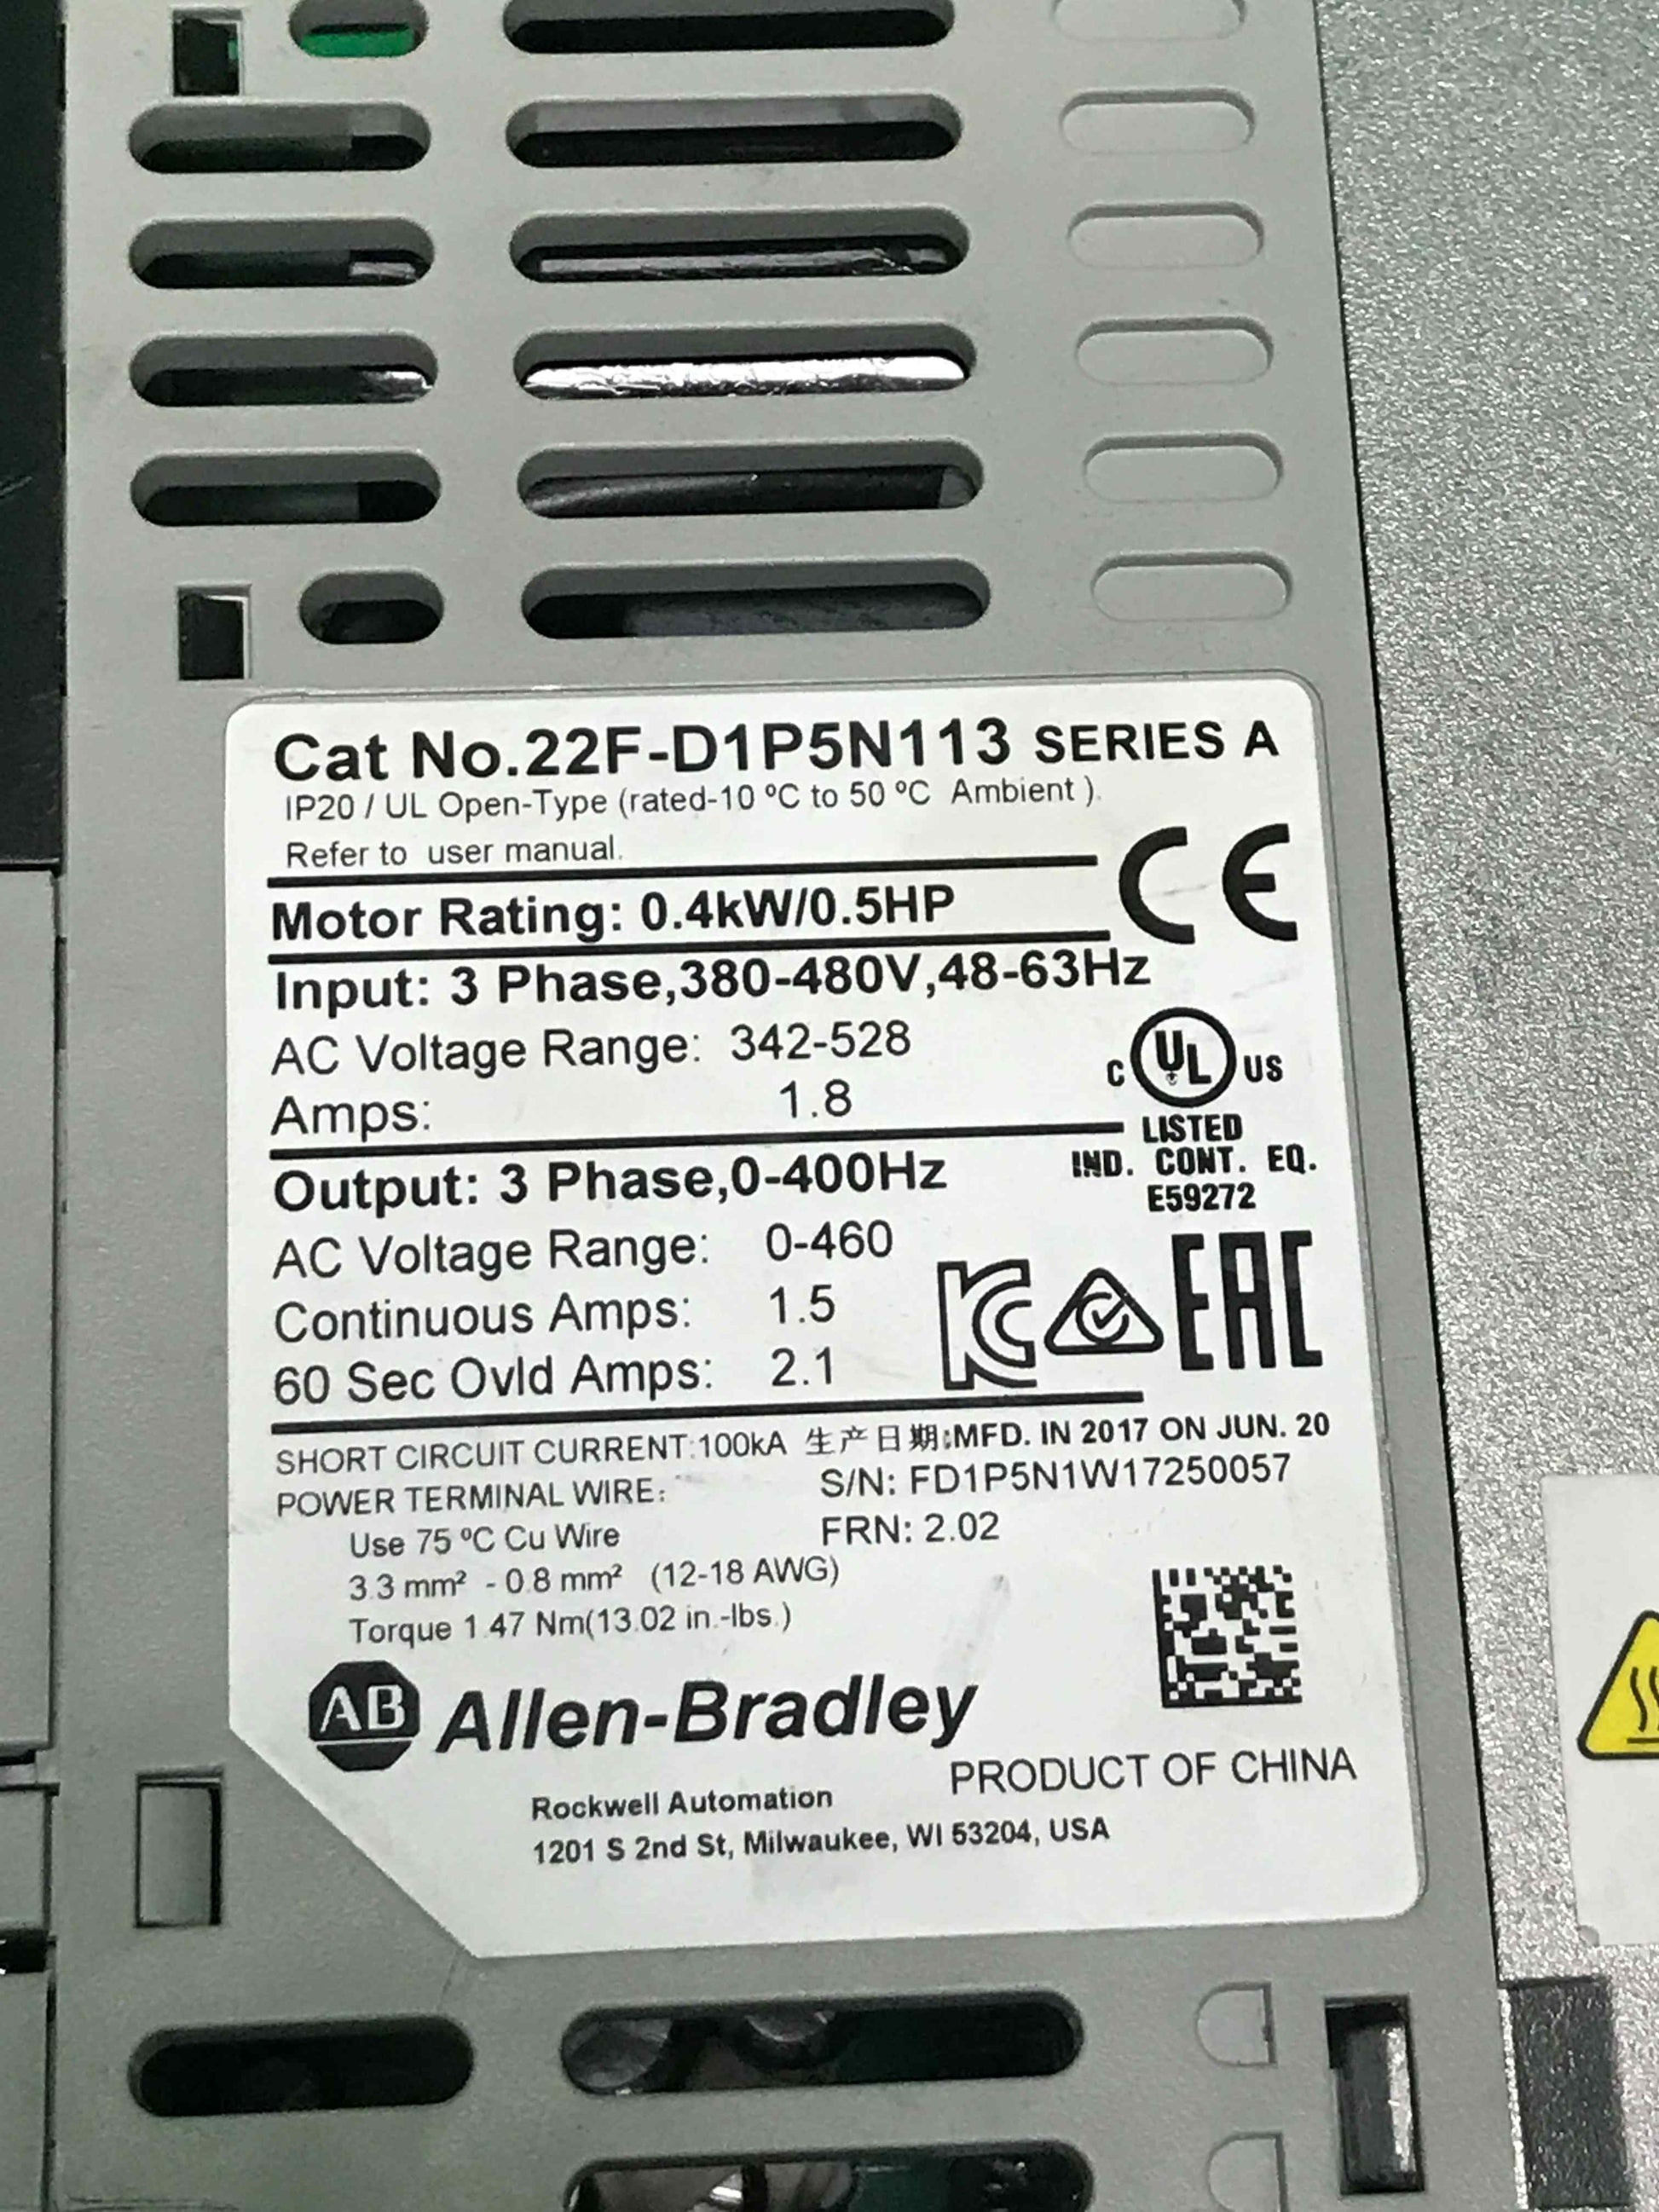 Cat No.22F-D1P5N113 SERIES A
IP20 / UL Open-Type (rated-10 ºC to 50 ºC Ambient ).
Refer to user manual.
CE
Motor Rating: 0.4kW/0.5HP
Input: 3 Phase,380-480V,48-63Hz
AC Voltage Range: 342-528
Amps: 1.8
C UL US
LISTED
IND. CONT. EQ.
E59272
Output: 3 Phase,0-400Hz
AC Voltage Range: 0-460
Continuous Amps: 1.5
60 Sec Ovld Amps: 2.1
KC EAC
SHORT CIRCUIT CURRENT:100kA 生产日期:MFD. IN 2017 ON JUN. 20
POWER TERMINAL WIRE: S/N: FD1P5N1W17250057
Use 75 ºC Cu Wire FRN: 2.02
3.3 mm² - 0.8 mm² (12-18 AWG)
Torque 1.47 Nm(13.02 in.-lbs.)
AB Allen-Bradley
PRODUCT OF CHINA
Rockwell Automation
1201 S 2nd St, Milwaukee, WI 53204, USA